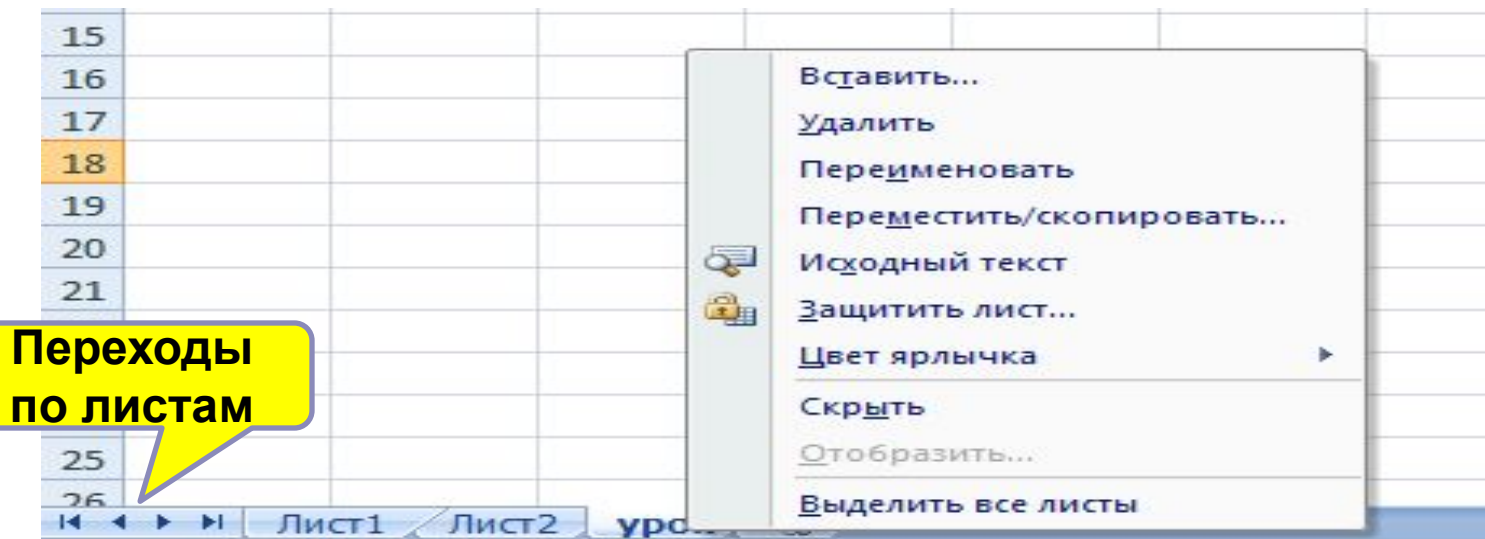 15
16
17
18
19
20
21
25
26
Переходы
по листам
Вставить...
Удалить
Переименовать
Переместить/скопировать...
Исходный текст
Защитить лист...
Цвет ярлычка
Скрыть
Отобразить...
Выделить все листы
Лист1 Лист2